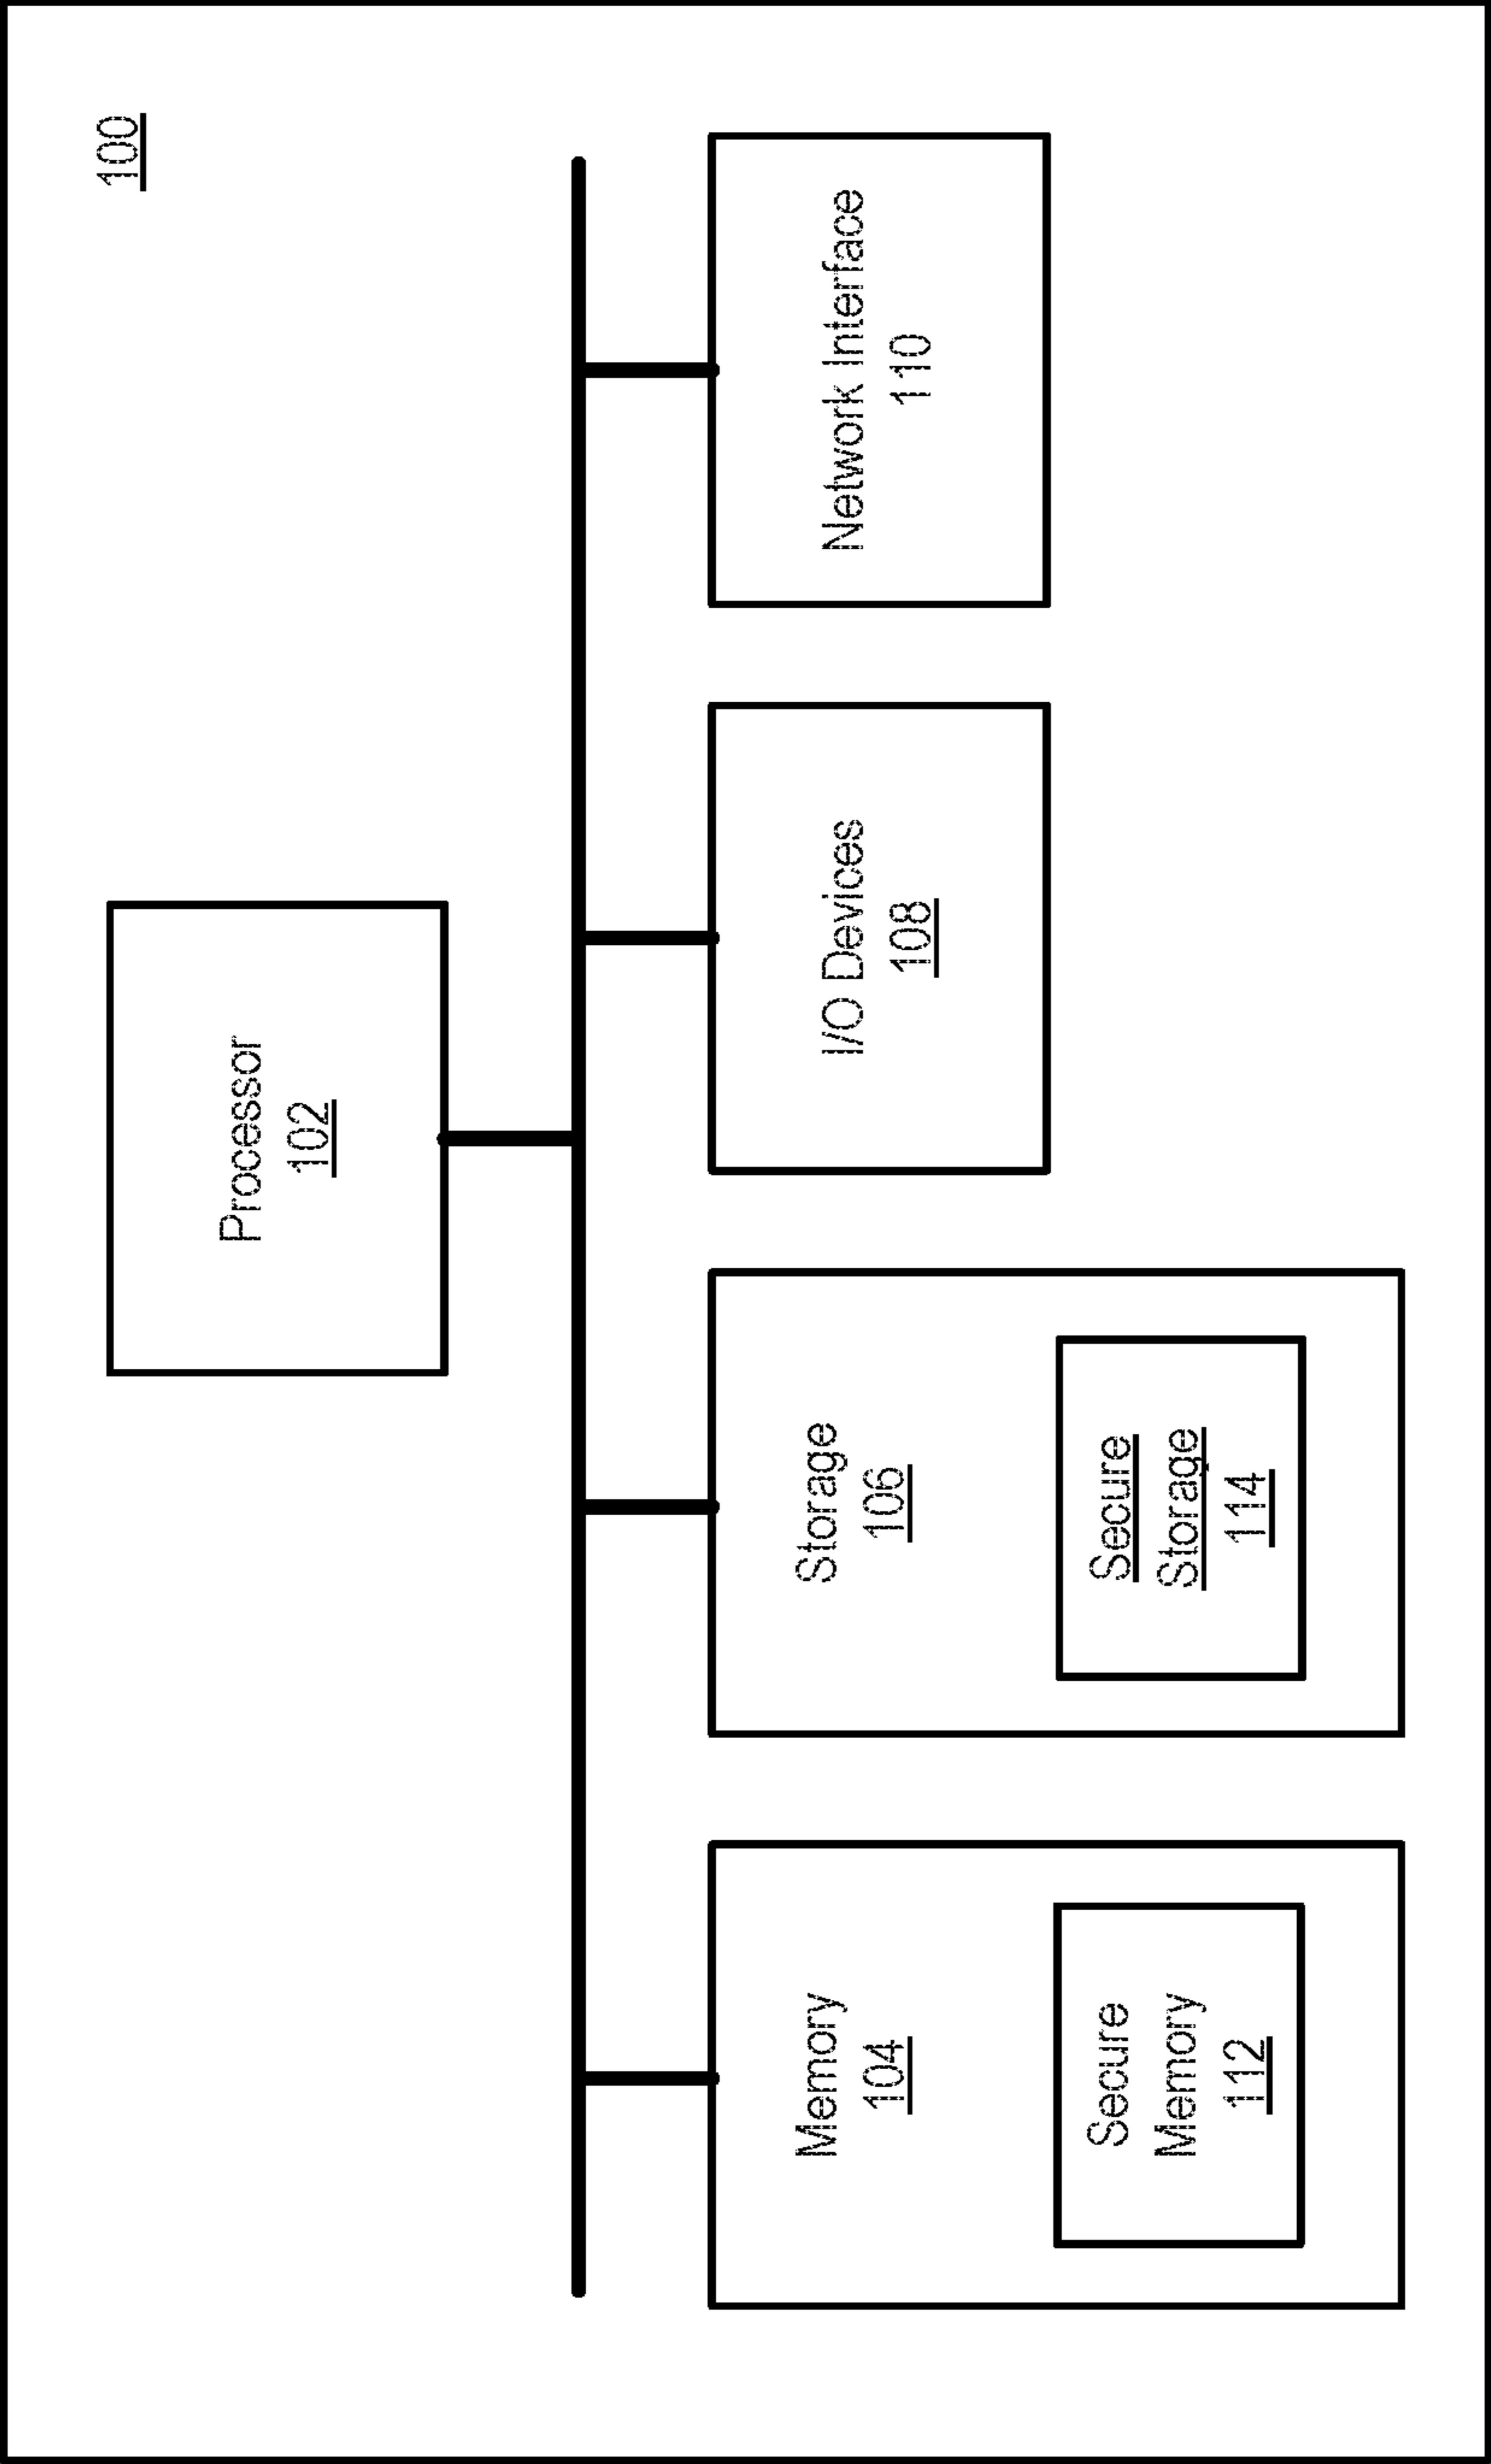 100
Processor
102
Memory
104
Secure
Memory
112
Storage
106
Secure
Storage
114
I/O Devices
108
Network Interface
110